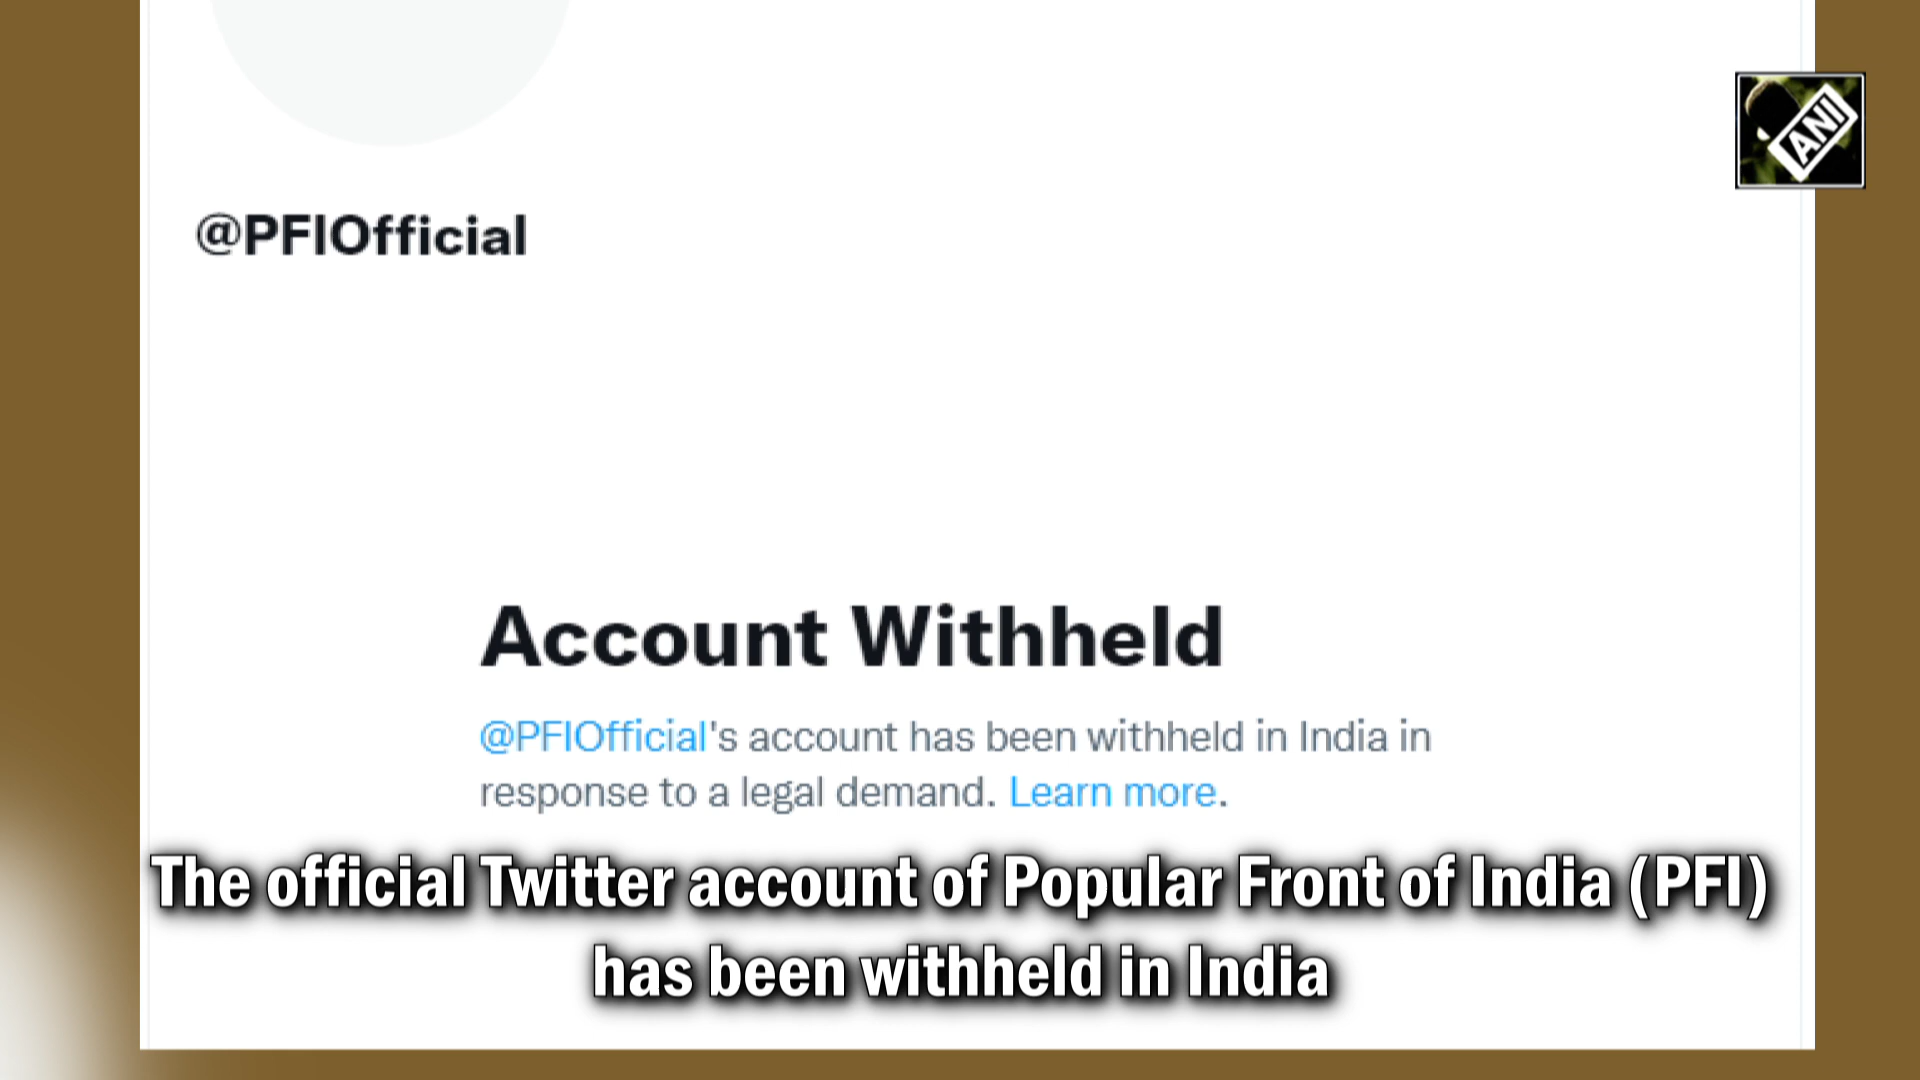 ANI
@PFIOfficial
Account Withheld
@PFIOfficial's account has been withheld in India in
response to a legal demand. Learn more.
The official Twitter account of Popular Front of India (PFI)
has been withheld in India